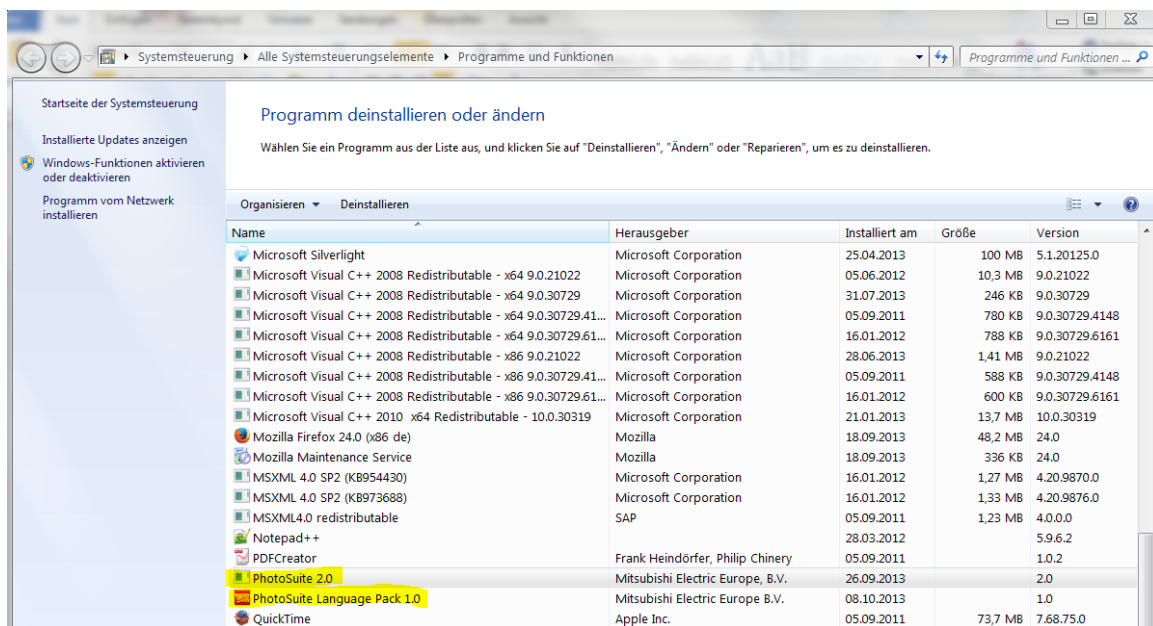 Systemsteuerung Alle Systemsteuerungselemente Programme und Funktionen Programme und Funktionen ...
Startseite der Systemsteuerung
Installierte Updates anzeigen
Windows-Funktionen aktivieren
oder deaktivieren
Programm vom Netzwerk
installieren
Programm deinstallieren oder ändern
Wählen Sie ein Programm aus der Liste aus, und klicken Sie auf "Deinstallieren", "Ändern" oder "Reparieren", um es zu deinstallieren.
Organisieren Deinstallieren
Name Herausgeber Installiert am Größe Version
Microsoft Silverlight Microsoft Corporation 25.04.2013 100 MB 5.1.20125.0
Microsoft Visual C++ 2008 Redistributable - x64 9.0.21022 Microsoft Corporation 05.06.2012 10,3 MB 9.0.21022
Microsoft Visual C++ 2008 Redistributable - x64 9.0.30729 Microsoft Corporation 31.07.2013 246 KB 9.0.30729
Microsoft Visual C++ 2008 Redistributable - x64 9.0.30729.41... Microsoft Corporation 05.09.2011 780 KB 9.0.30729.4148
Microsoft Visual C++ 2008 Redistributable - x64 9.0.30729.61... Microsoft Corporation 16.01.2012 788 KB 9.0.30729.6161
Microsoft Visual C++ 2008 Redistributable - x86 9.0.21022 Microsoft Corporation 28.06.2013 1,41 MB 9.0.21022
Microsoft Visual C++ 2008 Redistributable - x86 9.0.30729.41... Microsoft Corporation 05.09.2011 588 KB 9.0.30729.4148
Microsoft Visual C++ 2008 Redistributable - x86 9.0.30729.61... Microsoft Corporation 16.01.2012 600 KB 9.0.30729.6161
Microsoft Visual C++ 2010 x64 Redistributable - 10.0.30319 Microsoft Corporation 21.01.2013 13,7 MB 10.0.30319
Mozilla Firefox 24.0 (x86 de) Mozilla 18.09.2013 48,2 MB 24.0
Mozilla Maintenance Service Mozilla 18.09.2013 336 KB 24.0
MSXML 4.0 SP2 (KB954430) Microsoft Corporation 16.01.2012 1,27 MB 4.20.9870.0
MSXML 4.0 SP2 (KB973688) Microsoft Corporation 16.01.2012 1,33 MB 4.20.9876.0
MSXML4.0 redistributable SAP 05.09.2011 1,23 MB 4.0.0.0
Notepad++ 28.03.2012 5.9.6.2
PDFCreator Frank Heindörfer, Philip Chinery 05.09.2011 1.0.2
PhotoSuite 2.0 Mitsubishi Electric Europe, B.V. 26.09.2013 2.0
PhotoSuite Language Pack 1.0 Mitsubishi Electric Europe B.V. 08.10.2013 1.0
QuickTime Apple Inc. 05.09.2011 73,7 MB 7.68.75.0